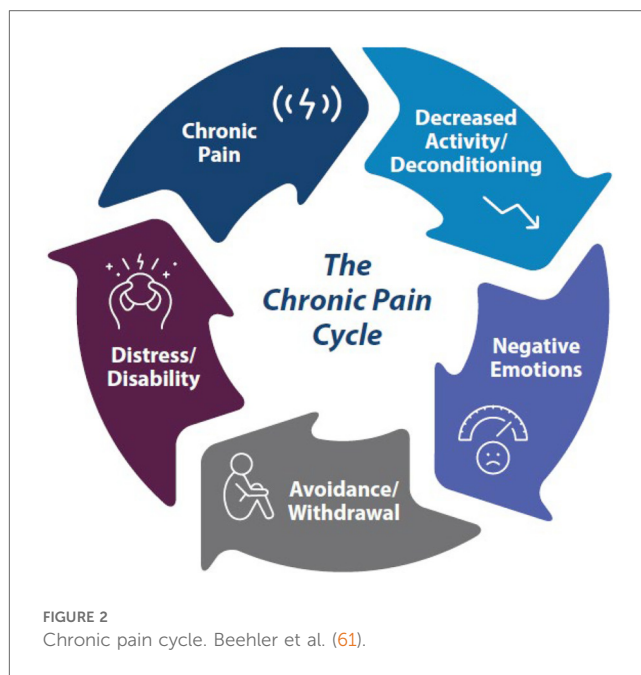 Chronic
Pain
Decreased
Activity/
Deconditioning
The
Chronic Pain
Cycle
Negative
Emotions
Distress/
Disability
Avoidance/
Withdrawal
FIGURE 2
Chronic pain cycle. Beehler et al. (61).